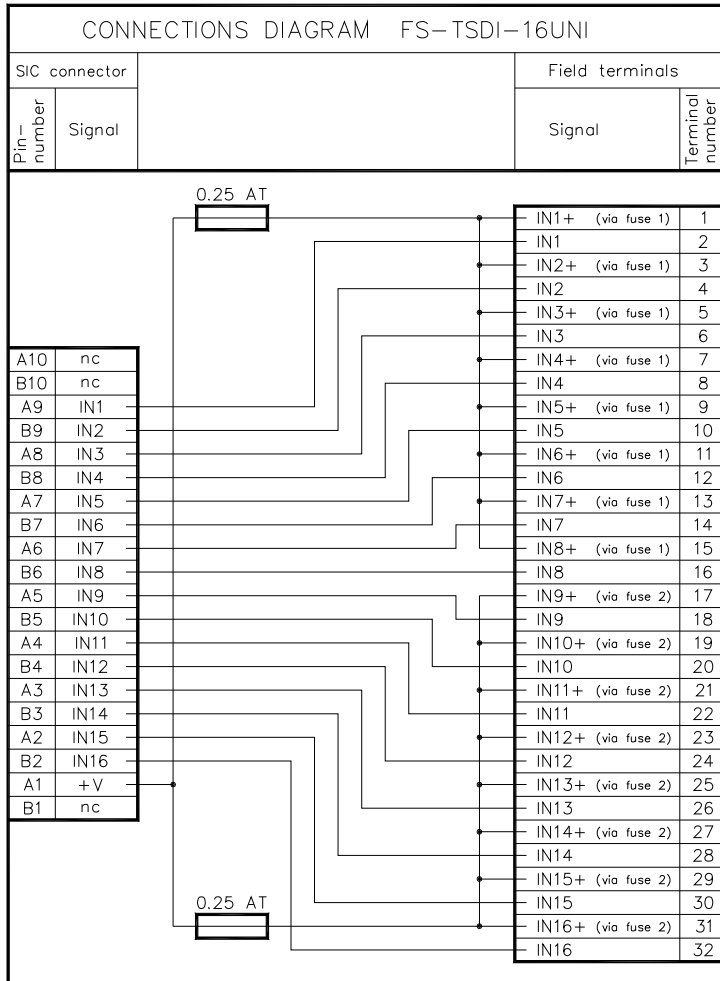 CONNECTIONS DIAGRAM FS-TSDI-16UNI
SIC connector Field terminals
Pin-number Signal Signal Terminal number
0.25 AT
IN1+ (via fuse 1) 1
IN1 2
IN2+ (via fuse 1) 3
IN2 4
IN3+ (via fuse 1) 5
IN3 6
A10 nc IN4+ (via fuse 1) 7
B10 nc IN4 8
A9 IN1 IN5+ (via fuse 1) 9
B9 IN2 IN5 10
A8 IN3 IN6+ (via fuse 1) 11
B8 IN4 IN6 12
A7 IN5 IN7+ (via fuse 1) 13
B7 IN6 IN7 14
A6 IN7 IN8+ (via fuse 1) 15
B6 IN8 IN8 16
A5 IN9 IN9+ (via fuse 2) 17
B5 IN10 IN9 18
A4 IN11 IN10+ (via fuse 2) 19
B4 IN12 IN10 20
A3 IN13 IN11+ (via fuse 2) 21
B3 IN14 IN11 22
A2 IN15 IN12+ (via fuse 2) 23
B2 IN16 IN12 24
A1 +V IN13+ (via fuse 2) 25
B1 nc IN13 26
IN14+ (via fuse 2) 27
IN14 28
IN15+ (via fuse 2) 29
0.25 AT IN15 30
IN16+ (via fuse 2) 31
IN16 32